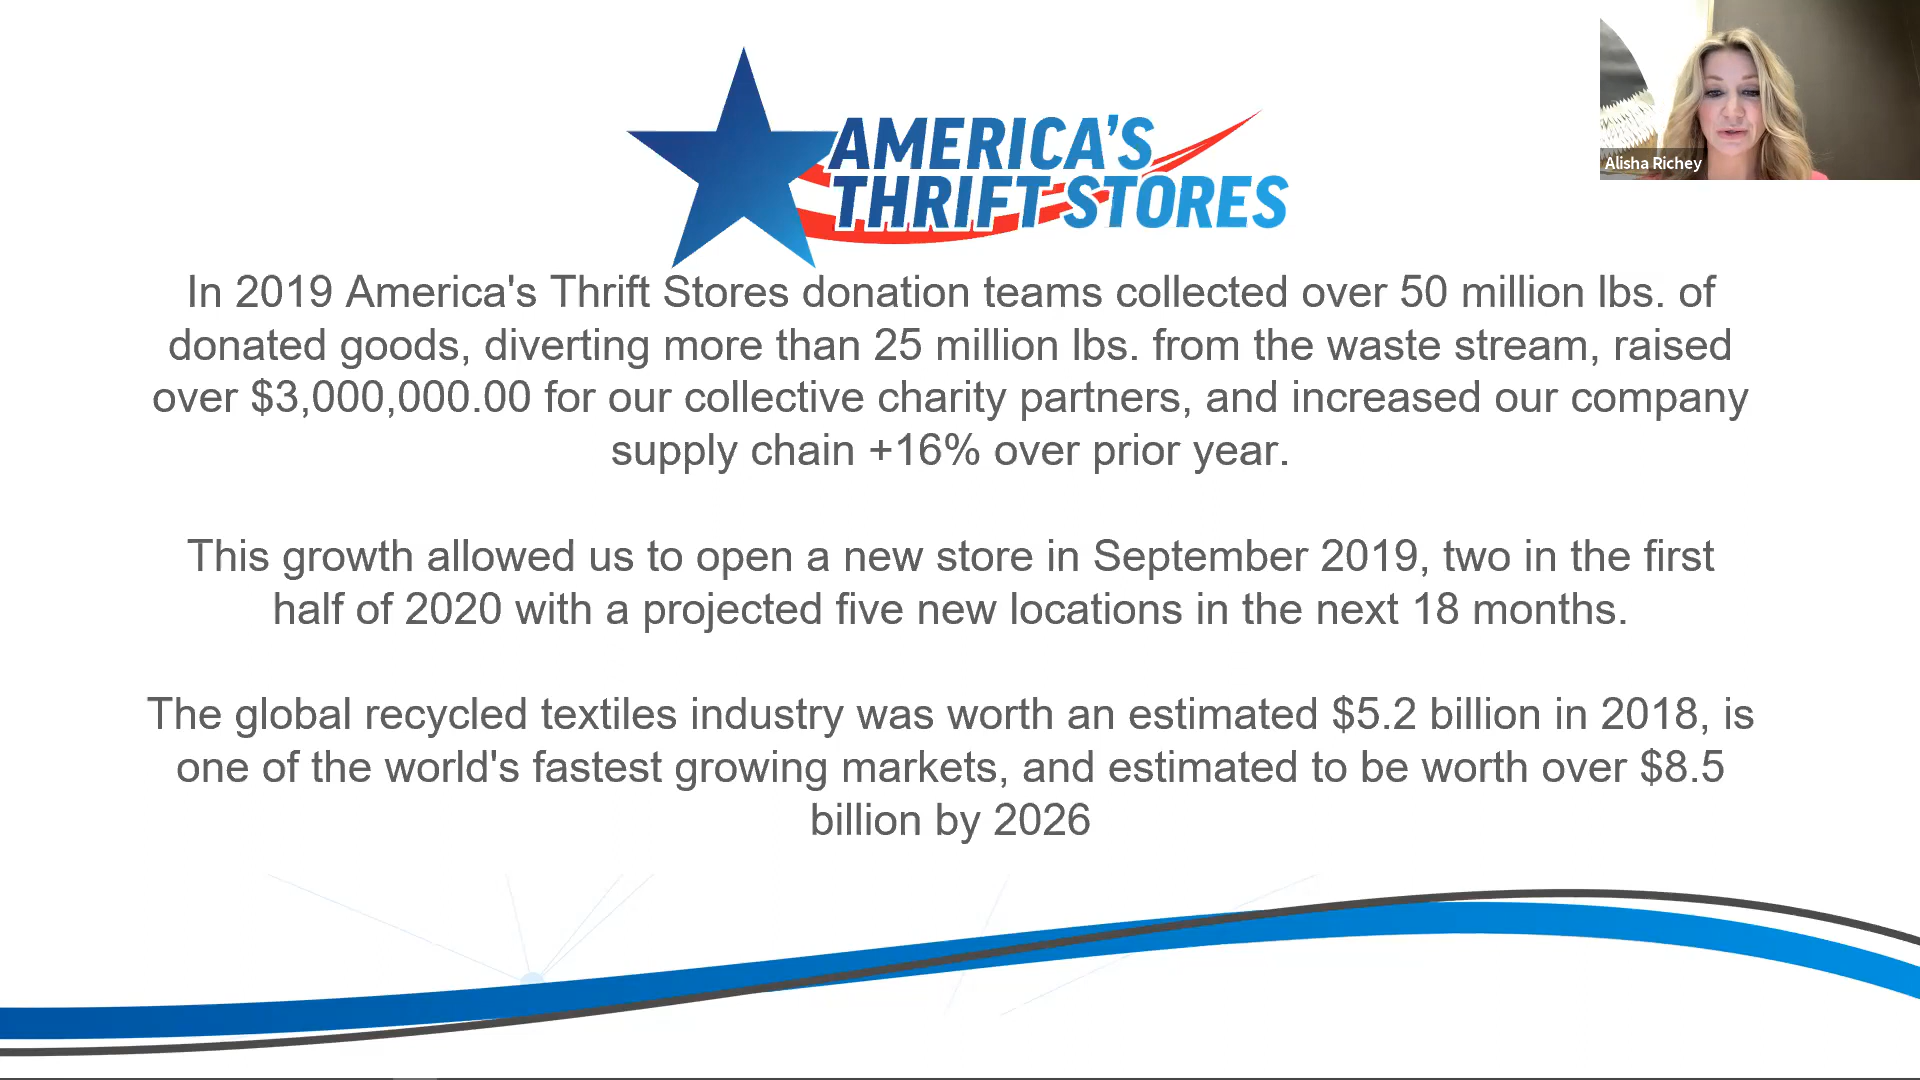 AMERICA'S
THRIFT STORES
Alisha Richey
In 2019 America's Thrift Stores donation teams collected over 50 million lbs. of
donated goods, diverting more than 25 million lbs. from the waste stream, raised
over $3,000,000.00 for our collective charity partners, and increased our company
supply chain +16% over prior year.
This growth allowed us to open a new store in September 2019, two in the first
half of 2020 with a projected five new locations in the next 18 months.
The global recycled textiles industry was worth an estimated $5.2 billion in 2018, is
one of the world's fastest growing markets, and estimated to be worth over $8.5
billion by 2026